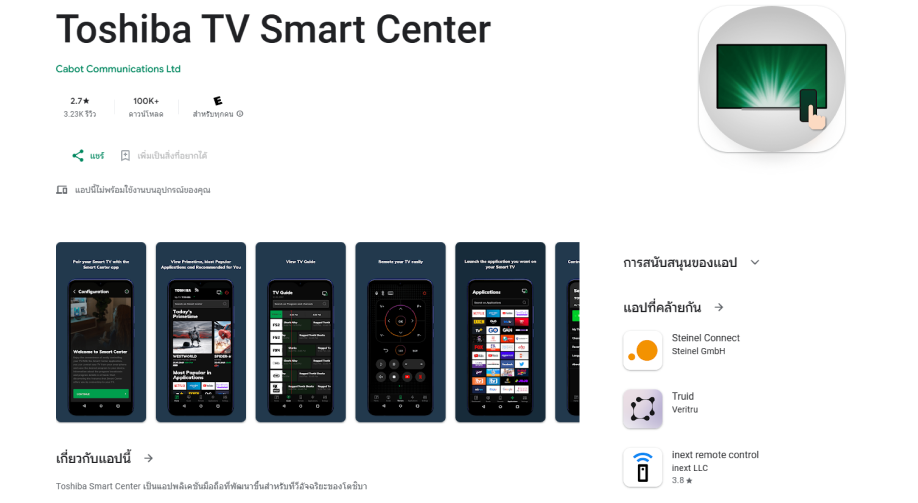 Toshiba TV Smart Center
Cabot Communications Ltd
2.7★
3.23K รีวิว
100K+
ดาวน์โหลด
E
สำหรับทุกคน
แชร์
เพิ่มเป็นสิ่งที่อยากได้
แอปนี้ไม่พร้อมใช้งานบนอุปกรณ์ของคุณ
Pair your Smart TV with the
Smart Center app
Configuration
Welcome to Smart Center
View Primetime, Most Popular
Applications and Recommended for You
TOSHIBA
Today's
Primetime
WESTWORLD
SPIDER
Most Popular in
Applications
View TV Guide
TV Guide
Remote your TV easily
Launch the application you want on
your Smart TV
Applications
การสนับสนุนของแอป
แอปที่คล้ายกัน
Steinel Connect
Steinel GmbH
Truid
Veritru
inext remote control
inext LLC
3.8★
เกี่ยวกับแอปนี้
Toshiba Smart Center เป็นแอปพลิเคชันมือถือที่พัฒนาขึ้นสำหรับทีวีอัจฉริยะของโตชิบา